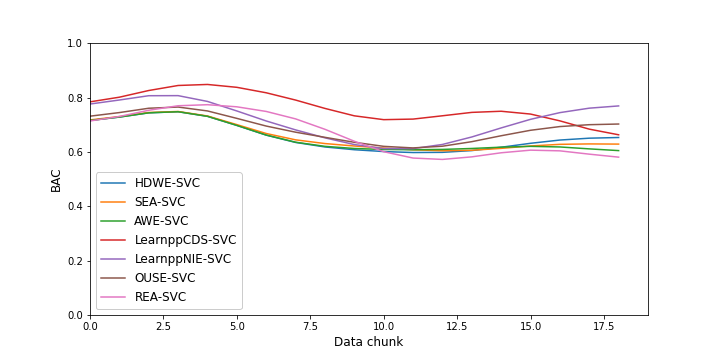 1.0
0.8
0.6
0.4
0.2
0.0
BAC
HDWE-SVC
SEA-SVC
AWE-SVC
LearnppCDS-SVC
LearnppNIE-SVC
OUSE-SVC
REA-SVC
0.0 2.5 5.0 7.5 10.0 12.5 15.0 17.5
Data chunk